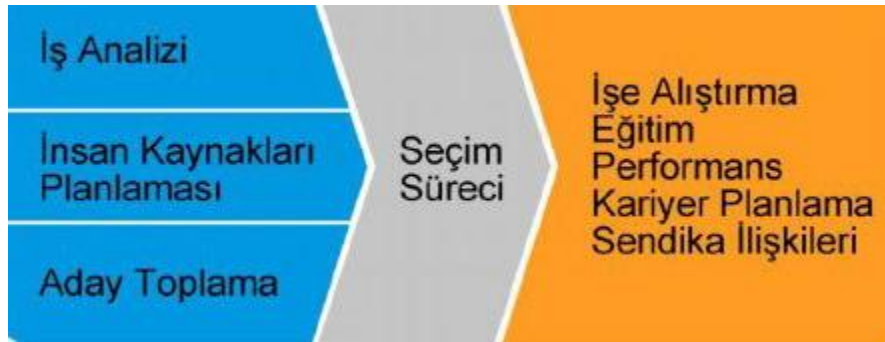 İş Analizi
İnsan Kaynakları
Planlaması
Aday Toplama
Seçim
Süreci
İşe Alıştırma
Eğitim
Performans
Kariyer Planlama
Sendika İlişkileri